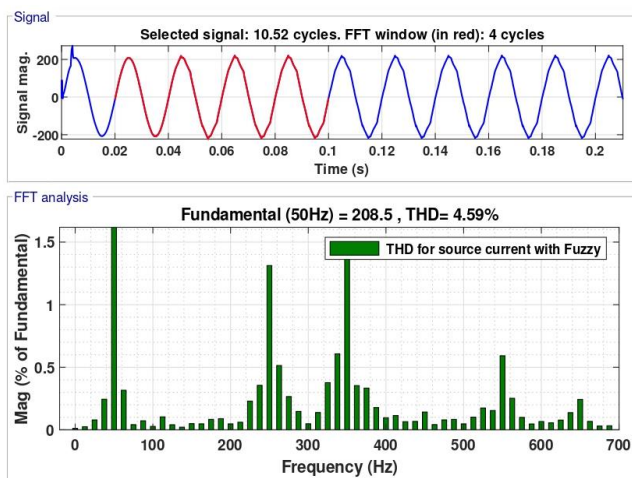 Signal
Selected signal: 10.52 cycles. FFT window (in red): 4 cycles
200
0
-200
Signal mag.
0 0.02 0.04 0.06 0.08 0.1 0.12 0.14 0.16 0.18 0.2
Time (s)
FFT analysis
Fundamental (50Hz) = 208.5 , THD= 4.59%
THD for source current with Fuzzy
1.5
1
0.5
0
Mag (% of Fundamental)
0 100 200 300 400 500 600 700
Frequency (Hz)